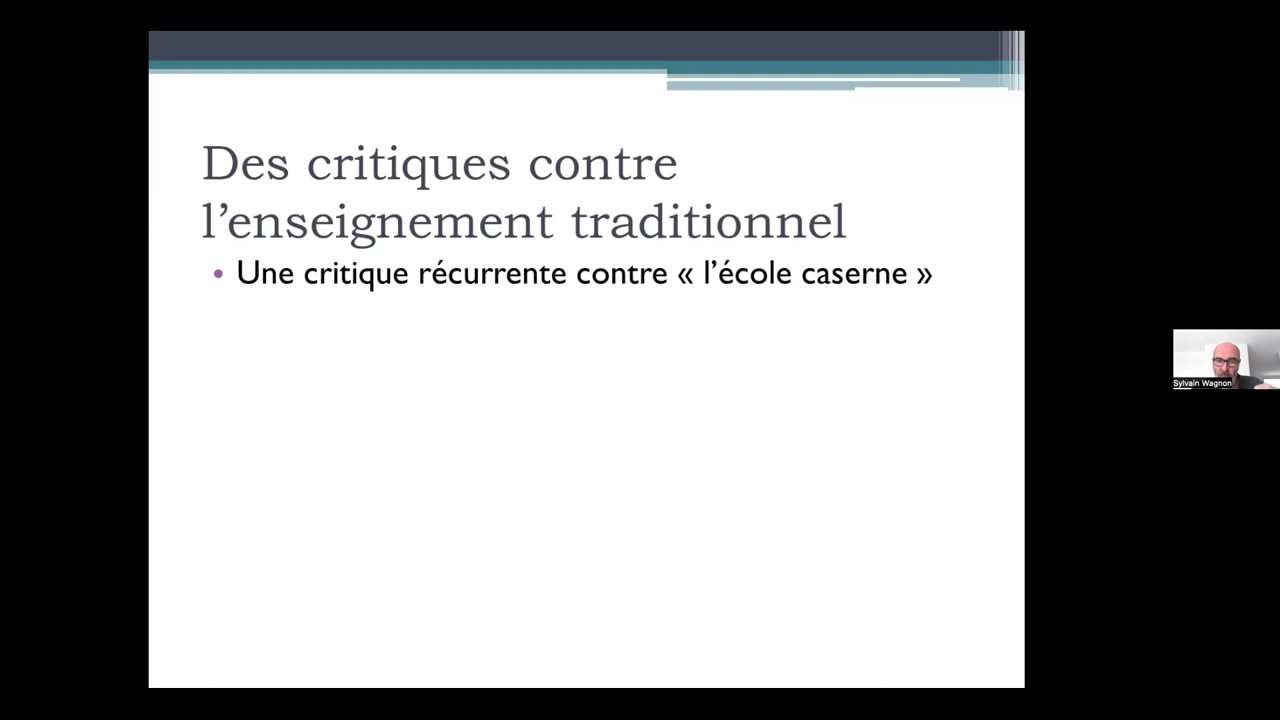 Des critiques contre
l’enseignement traditionnel
• Une critique récurrente contre « l’école caserne »
Sylvain Wagnon